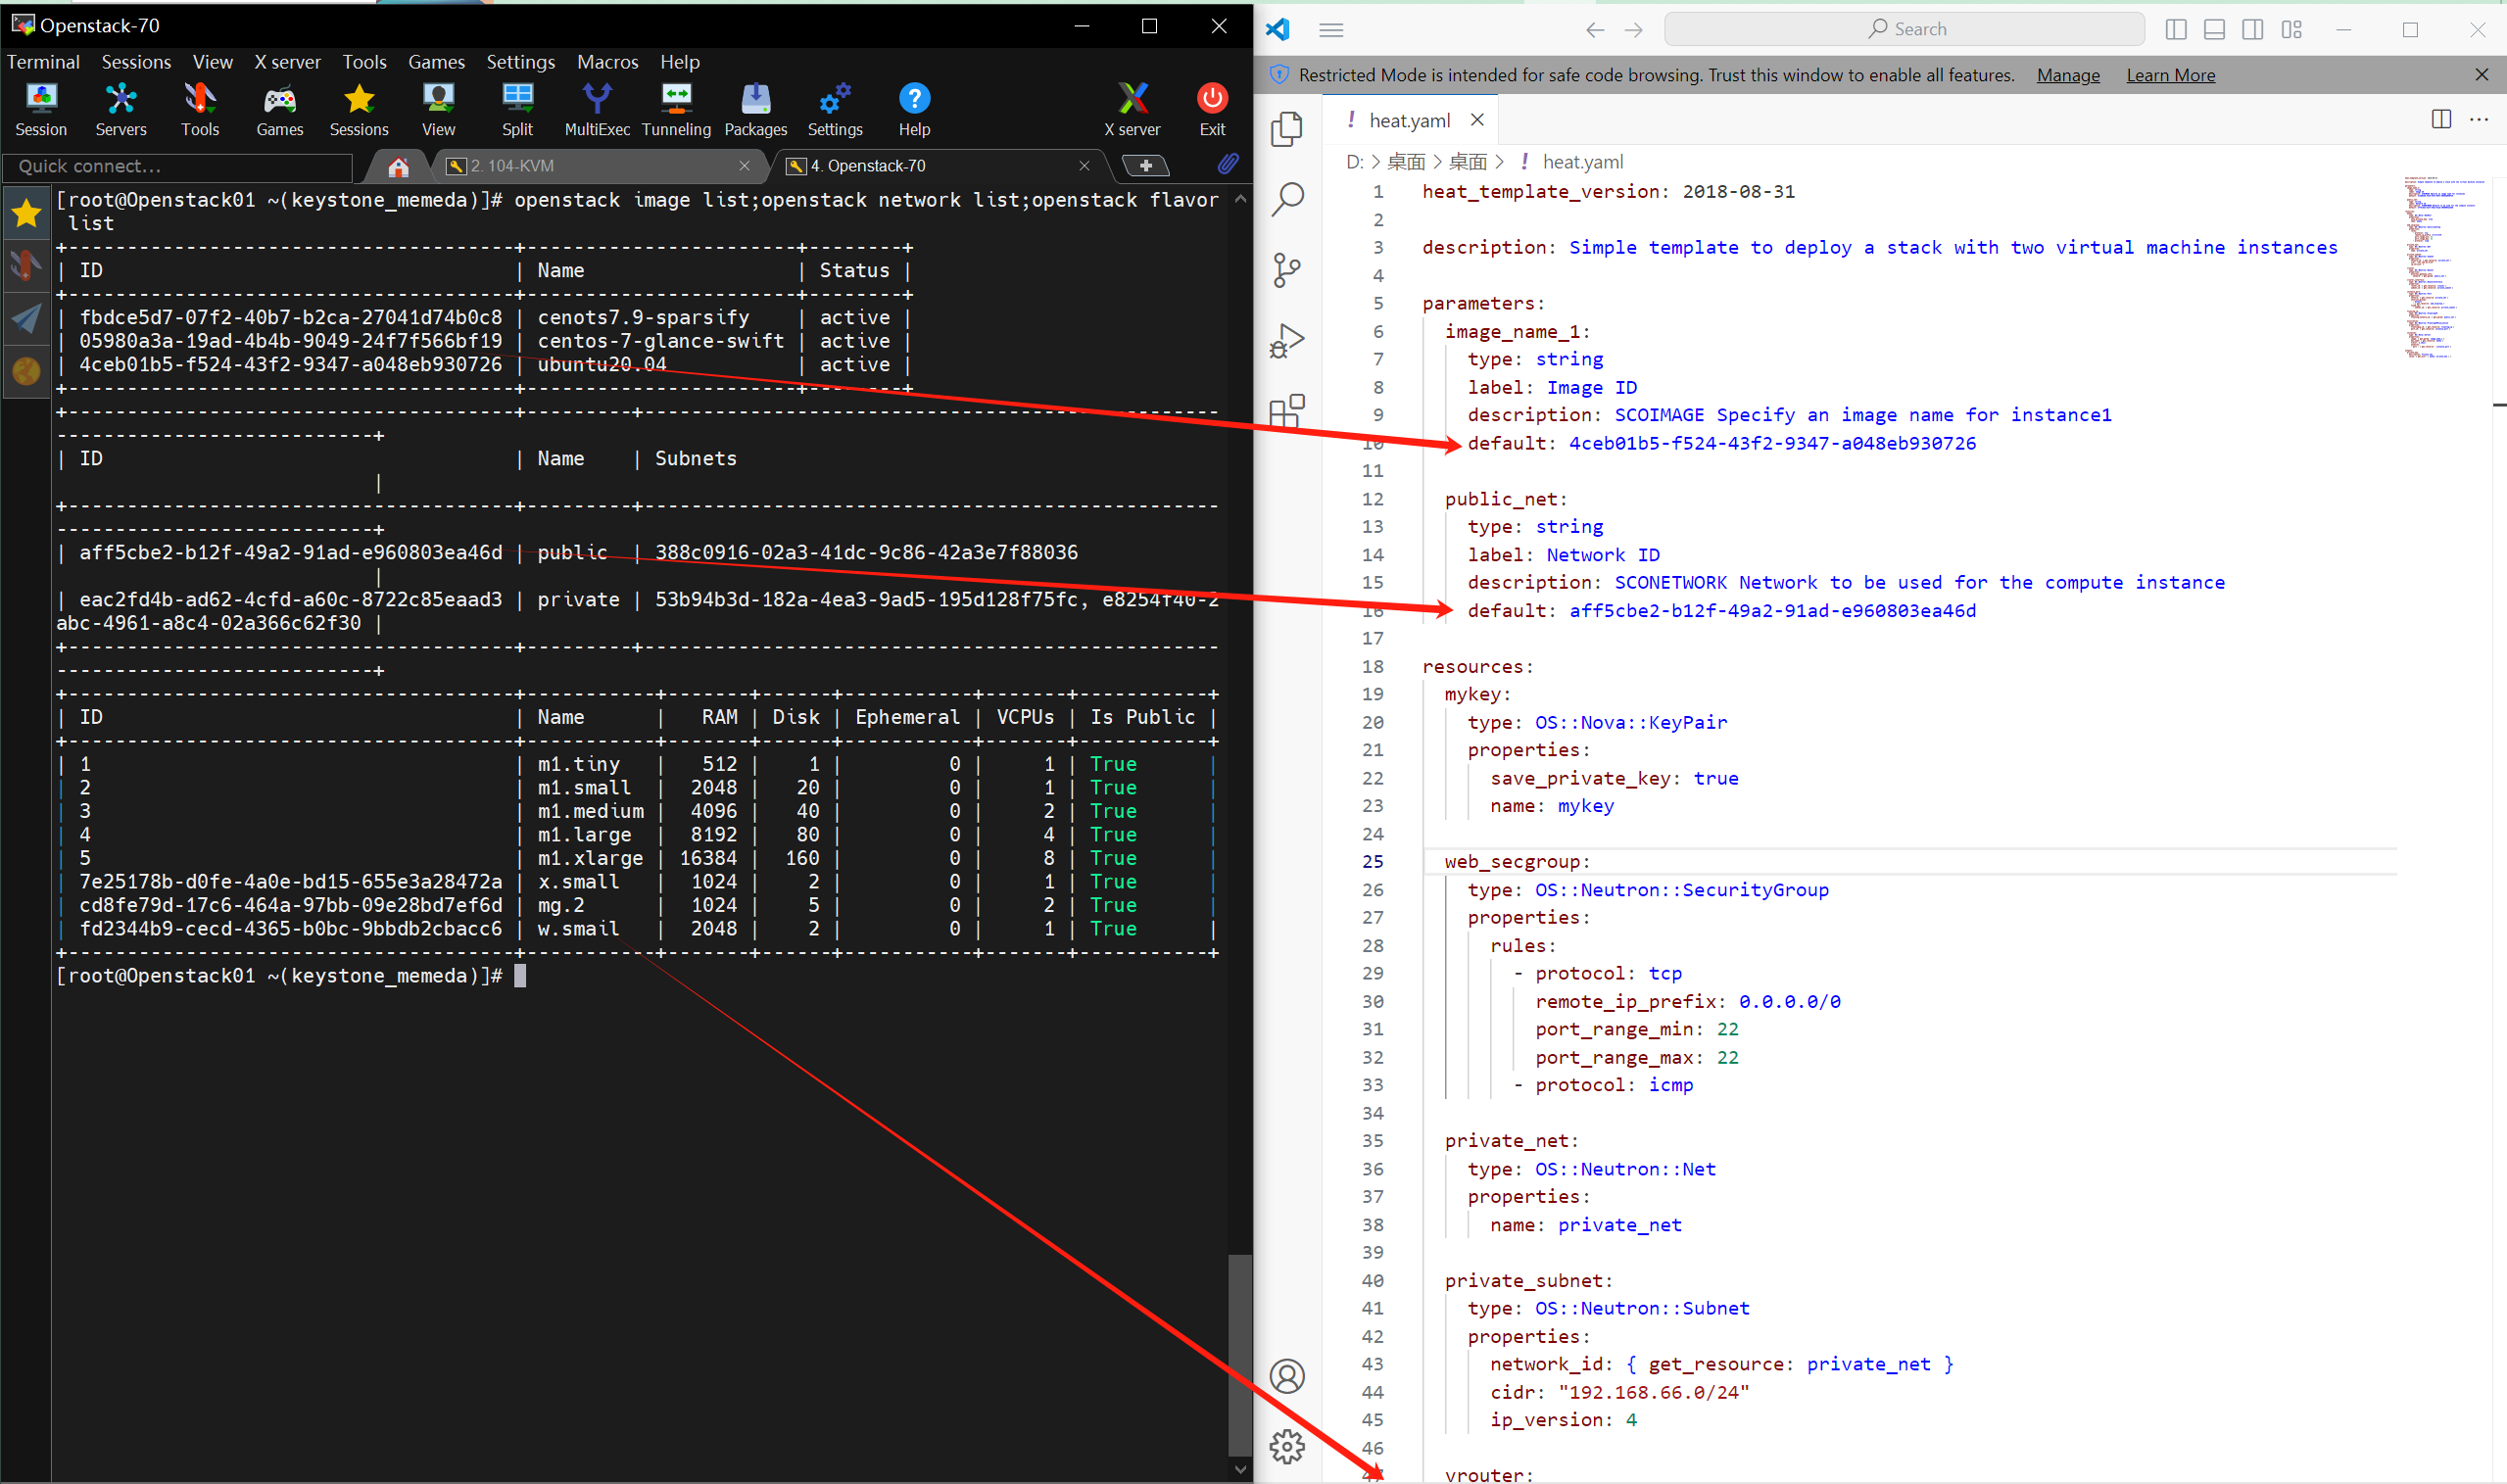 Openstack-70
Terminal Sessions View X server Tools Games Settings Macros Help
Session Servers Tools Games Sessions View Split MultiExec Tunneling Packages Settings Help X server Exit
Quick connect... 2. 104-KVM 4. Openstack-70
[root@Openstack01 ~(keystone_memeda)]# openstack image list;openstack network list;openstack flavor
list
+--------------------------------------+-----------------------+--------+
| ID | Name | Status |
+--------------------------------------+-----------------------+--------+
| fbdce5d7-07f2-40b7-b2ca-27041d74b0c8 | cenots7.9-sparsify | active |
| 05980a3a-19ad-4b4b-9049-24f7f566bf19 | centos-7-glance-swift | active |
| 4ceb01b5-f524-43f2-9347-a048eb930726 | ubuntu20.04 | active |
+--------------------------------------+-----------------------+--------+
+--------------------------------------+---------+-------------------------------------------------
---------------------------+
| ID | Name | Subnets
|
+--------------------------------------+---------+-------------------------------------------------
---------------------------+
| aff5cbe2-b12f-49a2-91ad-e960803ea46d | public | 388c0916-02a3-41dc-9c86-42a3e7f88036
|
| eac2fd4b-ad62-4cfd-a60c-8722c85eaad3 | private | 53b94b3d-182a-4ea3-9ad5-195d128f75fc, e8254f40-2
abc-4961-a8c4-02a366c62f30 |
+--------------------------------------+---------+-------------------------------------------------
---------------------------+
+--------------------------------------+-----------+-------+------+-----------+-------+-----------+
| ID | Name | RAM | Disk | Ephemeral | VCPUs | Is Public |
+--------------------------------------+-----------+-------+------+-----------+-------+-----------+
| 1 | m1.tiny | 512 | 1 | 0 | 1 | True |
| 2 | m1.small | 2048 | 20 | 0 | 1 | True |
| 3 | m1.medium | 4096 | 40 | 0 | 2 | True |
| 4 | m1.large | 8192 | 80 | 0 | 4 | True |
| 5 | m1.xlarge | 16384 | 160 | 0 | 8 | True |
| 7e25178b-d0fe-4a0e-bd15-655e3a28472a | x.small | 1024 | 2 | 0 | 1 | True |
| cd8fe79d-17c6-464a-97bb-09e28bd7ef6d | mg.2 | 1024 | 5 | 0 | 2 | True |
| fd2344b9-cecd-4365-b0bc-9bbdb2cbacc6 | w.smail | 2048 | 2 | 0 | 1 | True |
+--------------------------------------+-----------+-------+------+-----------+-------+-----------+
[root@Openstack01 ~(keystone_memeda)]#
Search
Restricted Mode is intended for safe code browsing. Trust this window to enable all features. Manage Learn More
! heat.yaml
D: > 桌面 > 桌面 > ! heat.yaml
1 heat_template_version: 2018-08-31
2
3 description: Simple template to deploy a stack with two virtual machine instances
4
5 parameters:
6 image_name_1:
7 type: string
8 label: Image ID
9 description: SCOIMAGE Specify an image name for instance1
10 default: 4ceb01b5-f524-43f2-9347-a048eb930726
11
12 public_net:
13 type: string
14 label: Network ID
15 description: SCONETWORK Network to be used for the compute instance
16 default: aff5cbe2-b12f-49a2-91ad-e960803ea46d
17
18 resources:
19 mykey:
20 type: OS::Nova::KeyPair
21 properties:
22 save_private_key: true
23 name: mykey
24
25 web_secgroup:
26 type: OS::Neutron::SecurityGroup
27 properties:
28 rules:
29 - protocol: tcp
30 remote_ip_prefix: 0.0.0.0/0
31 port_range_min: 22
32 port_range_max: 22
33 - protocol: icmp
34
35 private_net:
36 type: OS::Neutron::Net
37 properties:
38 name: private_net
39
40 private_subnet:
41 type: OS::Neutron::Subnet
42 properties:
43 network_id: { get_resource: private_net }
44 cidr: "192.168.66.0/24"
45 ip_version: 4
46
47 vrouter: